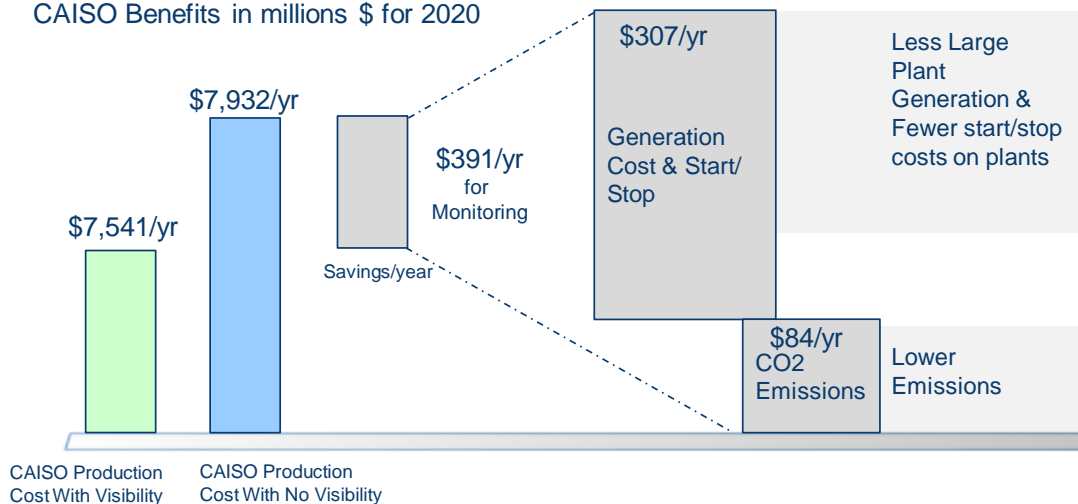 CAISO Benefits in millions $ for 2020
$7,541/yr
$7,932/yr
$391/yr
for
Monitoring
Savings/year
$307/yr
Generation
Cost & Start/
Stop
Less Large
Plant
Generation &
Fewer start/stop
costs on plants
$84/yr
CO2
Emissions
Lower
Emissions
CAISO Production
Cost With Visibility
CAISO Production
Cost With No Visibility